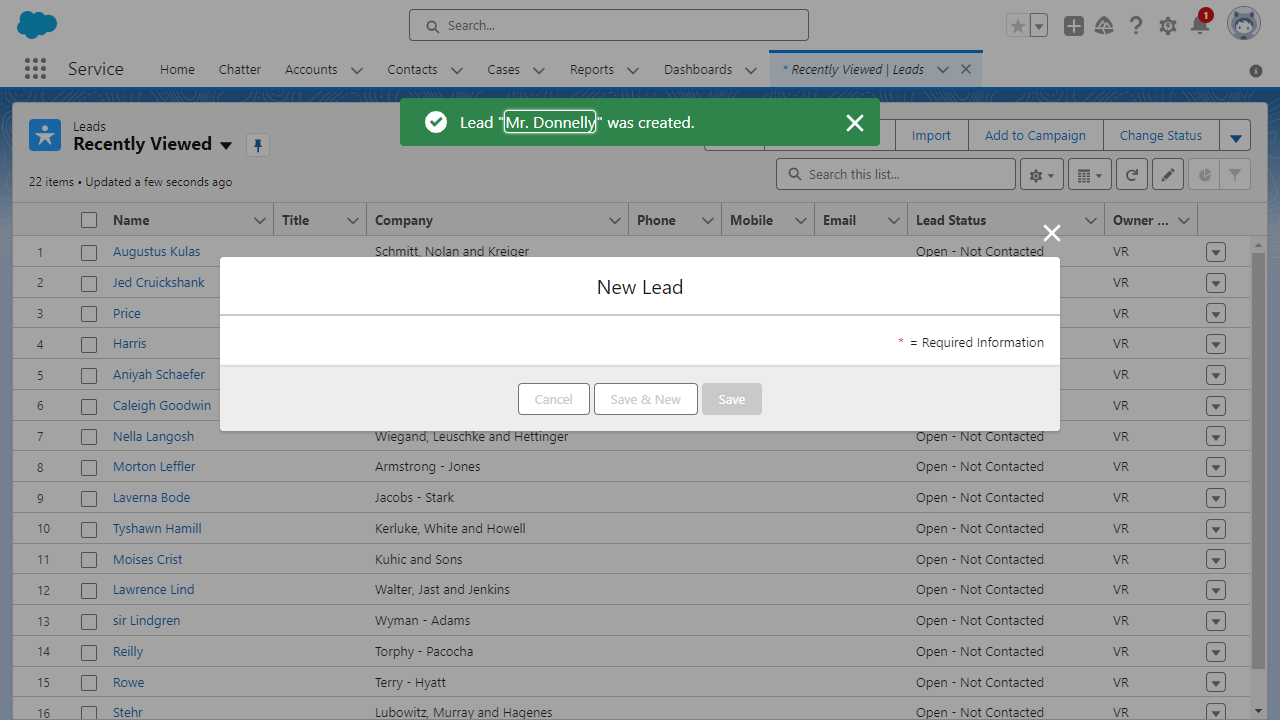 Search...
1
Service
Home
Chatter
Accounts
Contacts
Cases
Reports
Dashboards
* Recently Viewed | Leads
Lead "Mr. Donnelly" was created.
Leads
Recently Viewed
Import
Add to Campaign
Change Status
22 items • Updated a few seconds ago
Search this list...
Name Title Company Phone Mobile Email Lead Status Owner ...
1 Augustus Kulas Schmitt, Nolan and Kreiger Open - Not Contacted VR
2 Jed Cruickshank VR
3 Price VR
4 Harris VR
5 Aniyah Schaefer VR
6 Caleigh Goodwin VR
New Lead
* = Required Information
Cancel
Save & New
Save
7 Nella Langosh Wiegand, Leuschke and Hettinger Open - Not Contacted VR
8 Morton Leffler Armstrong - Jones Open - Not Contacted VR
9 Laverna Bode Jacobs - Stark Open - Not Contacted VR
10 Tyshawn Hamill Kerluke, White and Howell Open - Not Contacted VR
11 Moises Crist Kuhic and Sons Open - Not Contacted VR
12 Lawrence Lind Walter, Jast and Jenkins Open - Not Contacted VR
13 sir Lindgren Wyman - Adams Open - Not Contacted VR
14 Reilly Torphy - Pacocha Open - Not Contacted VR
15 Rowe Terry - Hyatt Open - Not Contacted VR
16 Stehr Lubowitz, Murray and Hagenes Open - Not Contacted VR